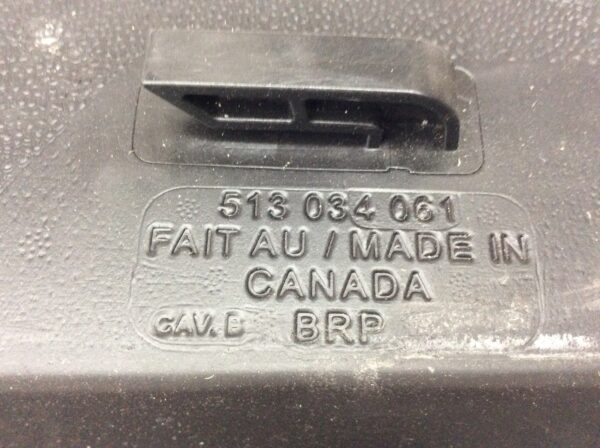 513 034 061
FAIT AU / MADE IN
CANADA
CAV. B BRP